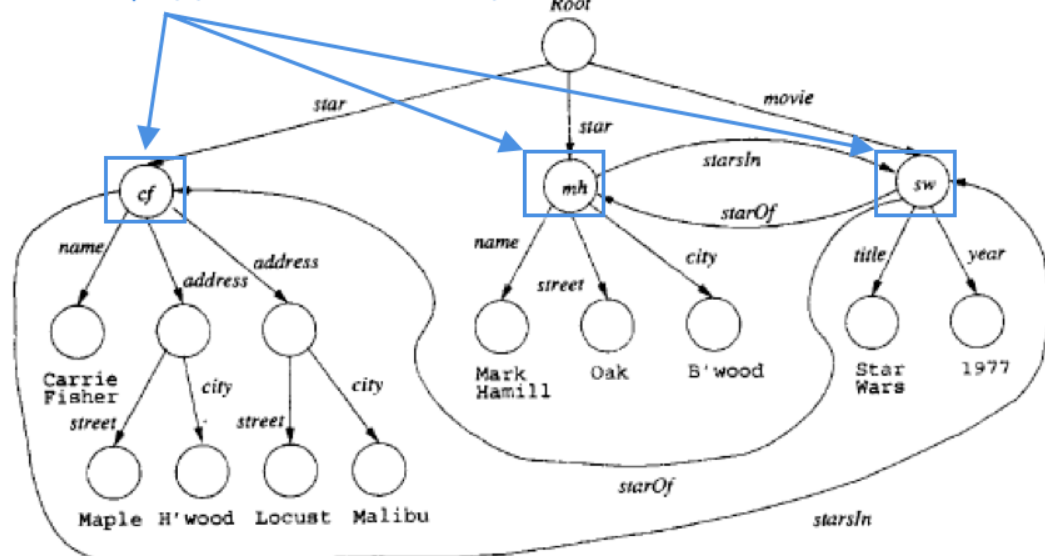 Root
star
star
movie
starsIn
cf
mh
sw
starOf
name
address
address
name
street
city
title
year
Carrie
Fisher
Mark
Hamill
Oak
B'wood
Star
Wars
1977
street
city
street
city
Maple
H'wood
Locust
Malibu
starOf
starsIn